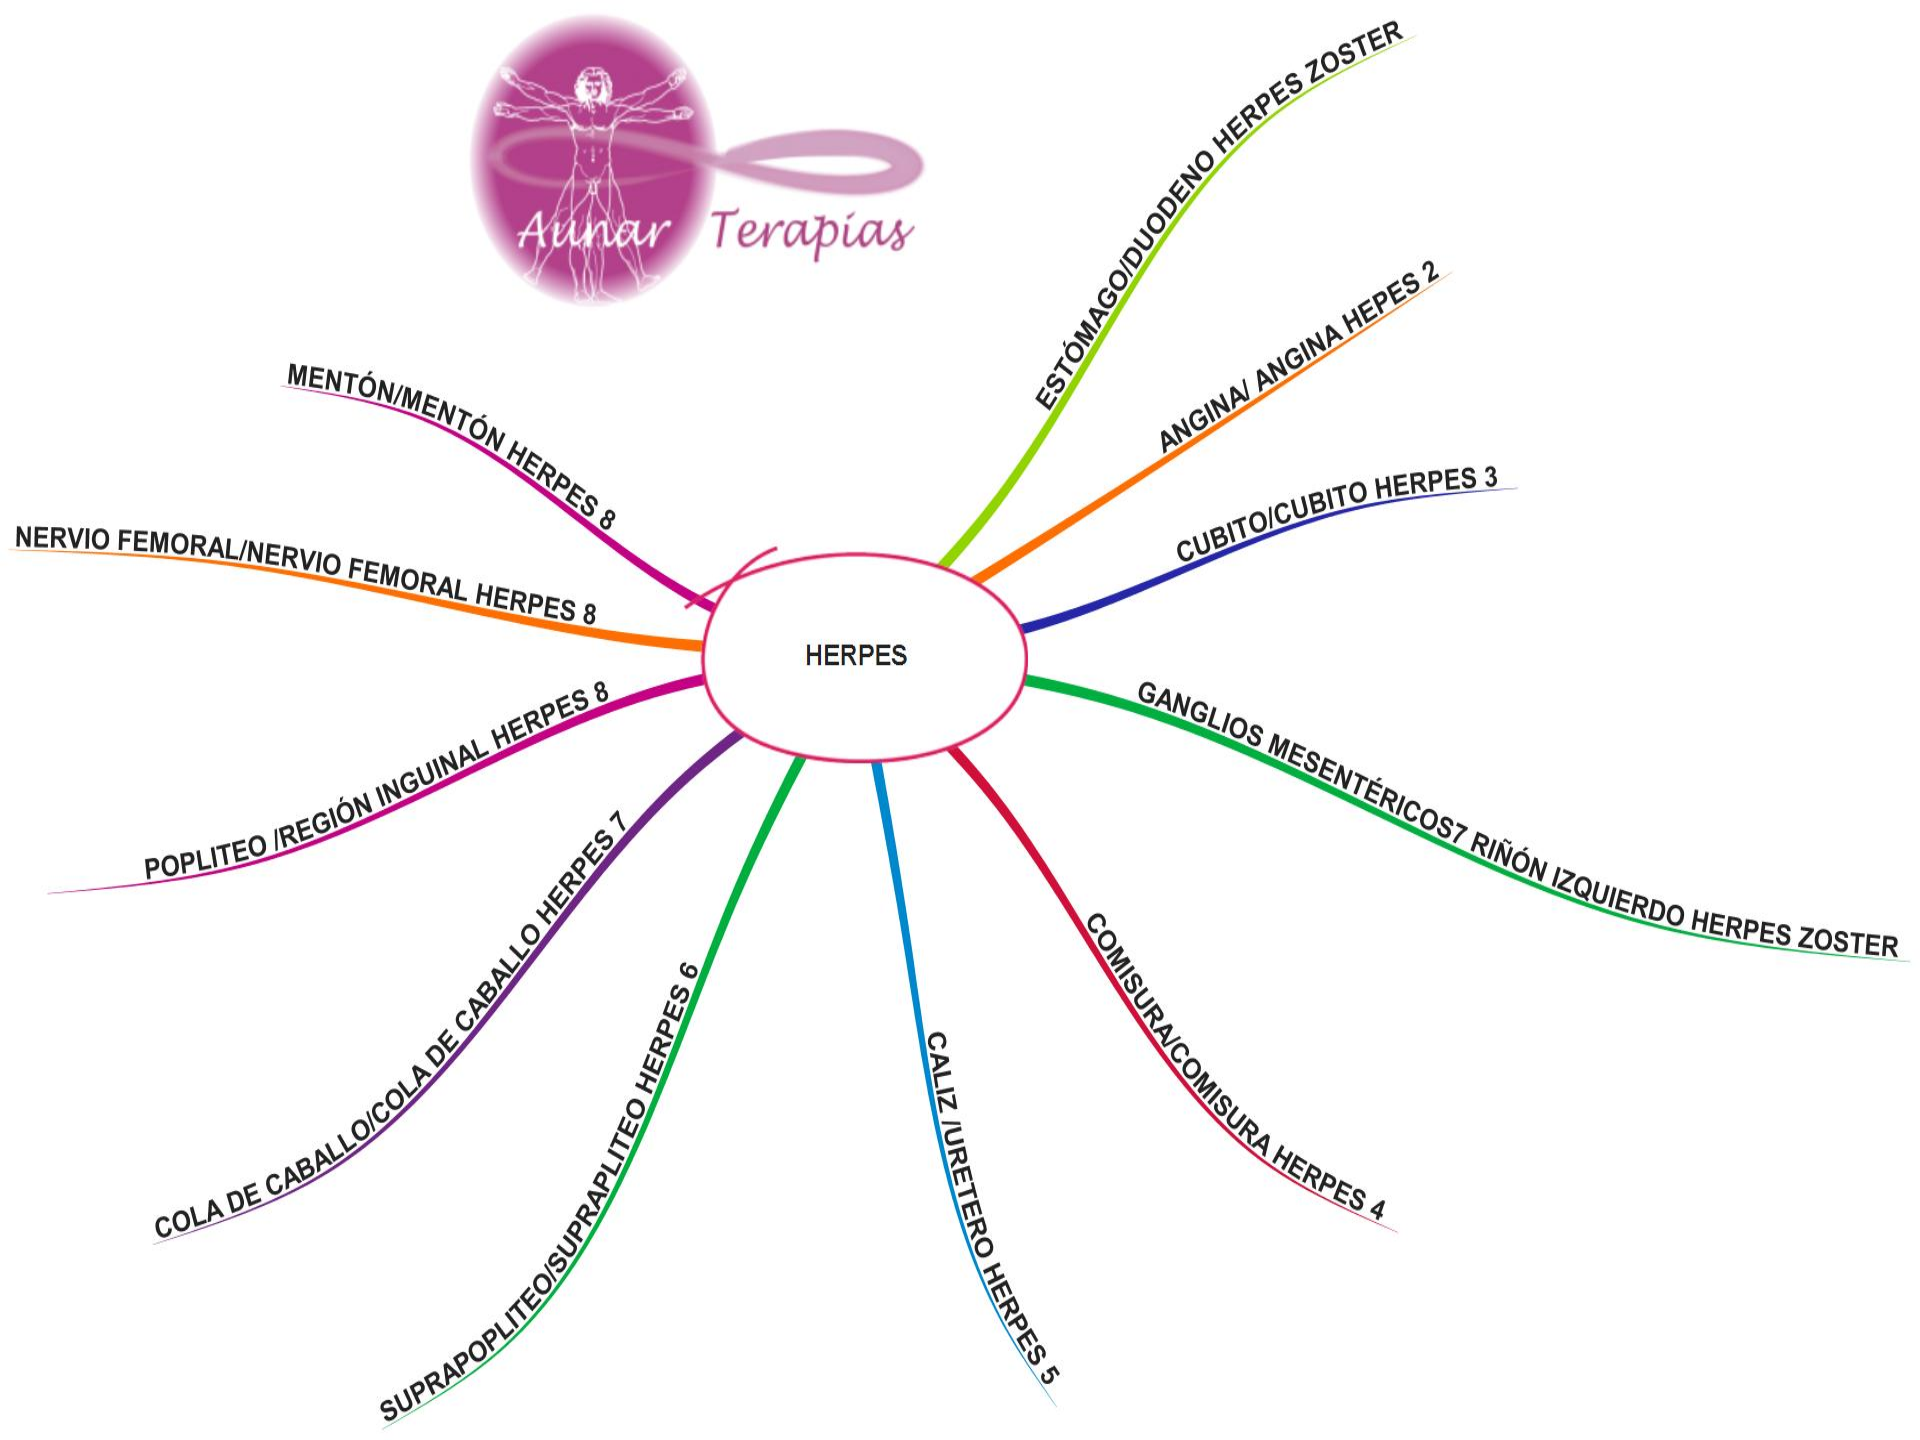 Aunar Terapias
ESTÓMAGO/DUODENO HERPES ZOSTER
ANGINA/ ANGINA HEPES 2
CUBITO/CUBITO HERPES 3
GANGLIOS MESENTÉRICOS7 RIÑÓN IZQUIERDO HERPES ZOSTER
COMISURA/COMISURA HERPES 4
CALIZ /URETERO HERPES 5
SUPRAPOPLITEO/SUPRAPLITEO HERPES 6
COLA DE CABALLO/COLA DE CABALLO HERPES 7
POPLITEO /REGIÓN INGUINAL HERPES 8
NERVIO FEMORAL/NERVIO FEMORAL HERPES 8
MENTÓN/MENTÓN HERPES 8
HERPES